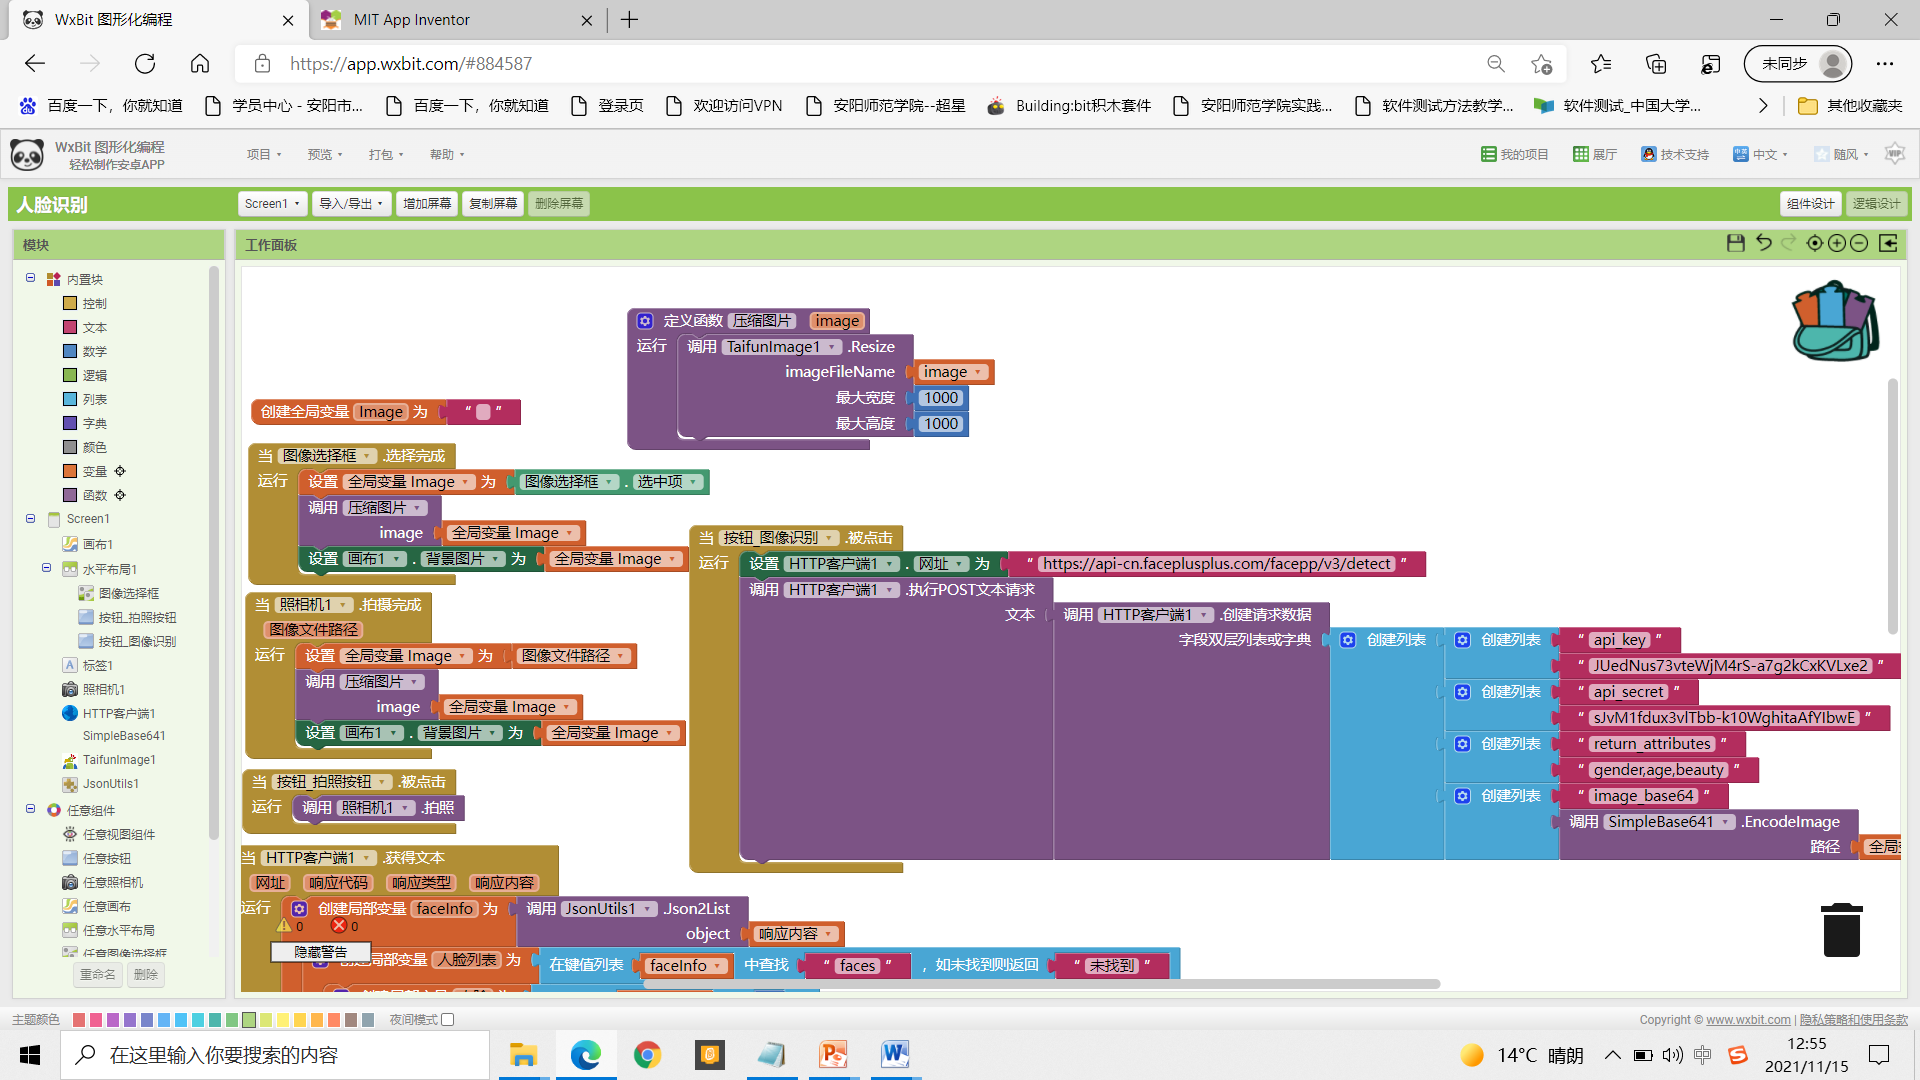 WxBit 图形化编程
MIT App Inventor
https://app.wxbit.com/#884587
未同步
百度一下，你就知道
学员中心 - 安阳市...
百度一下，你就知道
登录页
欢迎访问VPN
安阳师范学院--超星
Building:bit积木套件
安阳师范学院实践...
软件测试方法教学...
软件测试_中国大学...
其他收藏夹
WxBit 图形化编程
轻松制作安卓APP
项目
预览
打包
帮助
我的项目
展厅
技术支持
中文
随风
VIP
人脸识别
Screen1
导入/导出
增加屏幕
复制屏幕
删除屏幕
组件设计
逻辑设计
模块
工作面板
内置块
控制
文本
数学
逻辑
列表
字典
颜色
变量
函数
Screen1
画布1
水平布局1
图像选择框
按钮_拍照按钮
按钮_图像识别
标签1
照相机1
HTTP客户端1
SimpleBase641
TaifunImage1
JsonUtils1
任意组件
任意视图组件
任意按钮
任意照相机
任意画布
任意水平布局
任意图像选择框
重命名
删除
定义函数 压缩图片 image
运行 调用 TaifunImage1 .Resize
imageFileName image
最大宽度 1000
最大高度 1000
创建全局变量 Image 为 “ ”
当 图像选择框 .选择完成
运行 设置 全局变量 Image 为 图像选择框 . 选中项
调用 压缩图片
image 全局变量 Image
设置 画布1 . 背景图片 为 全局变量 Image
当 照相机1 .拍摄完成
图像文件路径
运行 设置 全局变量 Image 为 图像文件路径
调用 压缩图片
image 全局变量 Image
设置 画布1 . 背景图片 为 全局变量 Image
当 按钮_拍照按钮 .被点击
运行 调用 照相机1 .拍照
当 按钮_图像识别 .被点击
运行 设置 HTTP客户端1 . 网址 为 “ https://api-cn.faceplusplus.com/facepp/v3/detect ”
调用 HTTP客户端1 .执行POST文本请求
文本 调用 HTTP客户端1 .创建请求数据
字段双层列表或字典 创建列表 创建列表 “ api_key ”
“ JUedNus73vteWjM4rS-a7g2kCxKVLxe2 ”
创建列表 “ api_secret ”
“ sJvM1fdux3vlTbb-k10WghitaAfYIbwE ”
创建列表 “ return_attributes ”
“ gender,age,beauty ”
创建列表 “ image_base64 ”
调用 SimpleBase641 .EncodeImage
路径 全局
当 HTTP客户端1 .获得文本
网址 响应代码 响应类型 响应内容
运行 创建局部变量 faceInfo 为 调用 JsonUtils1 .Json2List
object 响应内容
0 0
隐藏警告
创建局部变量 人脸列表 为 在键值列表 faceInfo 中查找 “ faces ” ，如未找到则返回 “ 未找到 ”
主题颜色
夜间模式
Copyright © www.wxbit.com | 隐私策略和使用条款
在这里输入你要搜索的内容
14°C 晴朗
中
12:55
2021/11/15